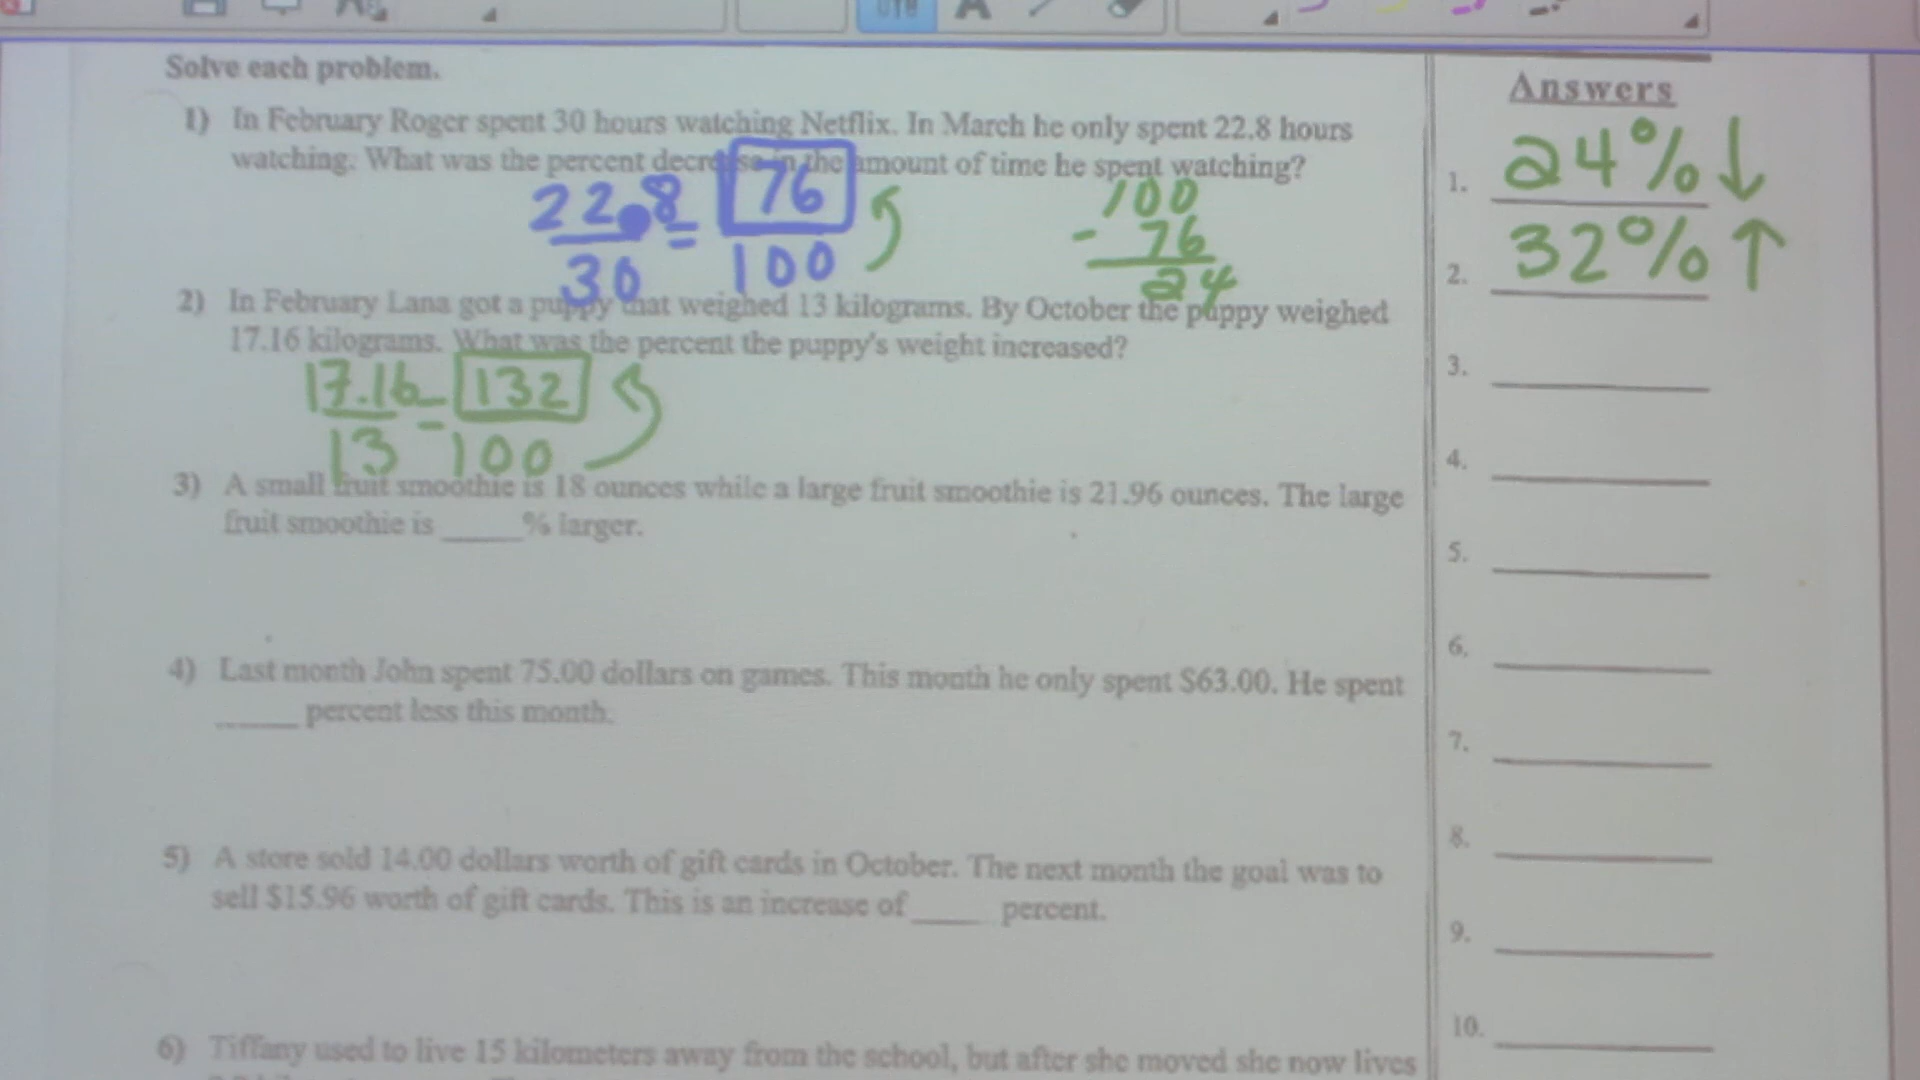 Solve each problem.
Answers
1) In February Roger spent 30 hours watching Netflix. In March he only spent 22.8 hours
watching. What was the percent decrease in the amount of time he spent watching?
22.8 = 76
30 100
100
- 76
24
1. 24% ↓
2. 32% ↑
2) In February Lana got a puppy that weighed 13 kilograms. By October the puppy weighed
17.16 kilograms. What was the percent the puppy's weight increased?
17.16 = 132
13 100
3.
4.
3) A small fruit smoothie is 18 ounces while a large fruit smoothie is 21.96 ounces. The large
fruit smoothie is _____% larger.
5.
6.
4) Last month John spent 75.00 dollars on games. This month he only spent $63.00. He spent
_____ percent less this month.
7.
8.
5) A store sold 14.00 dollars worth of gift cards in October. The next month the goal was to
sell $15.96 worth of gift cards. This is an increase of ____ percent.
9.
10.
6) Tiffany used to live 15 kilometers away from the school, but after she moved she now lives